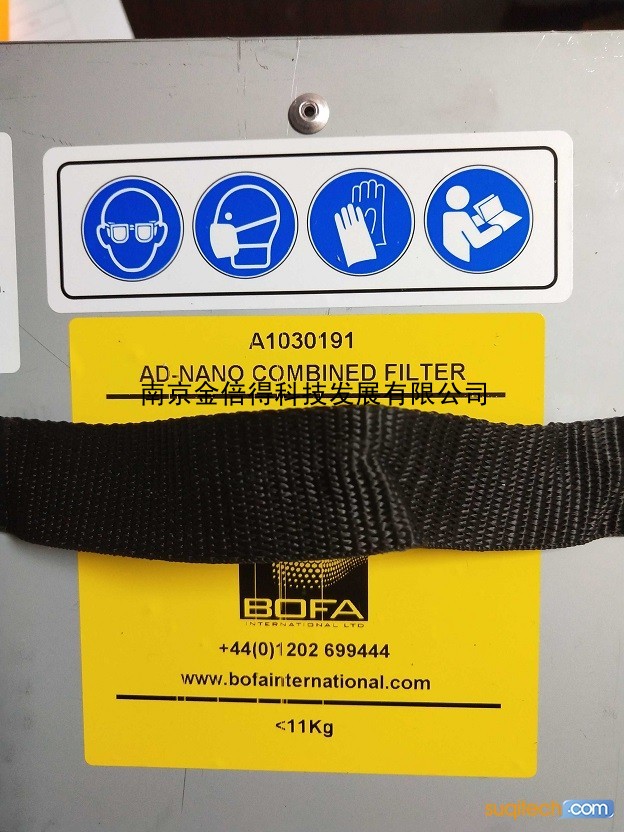 A1030191
AD-NANO COMBINED FILTER
南京金倍得科技发展有限公司
BOFA
INTERNATIONAL LTD
+44(0)1202 699444
www.bofainternational.com
<11Kg
sugitech.com